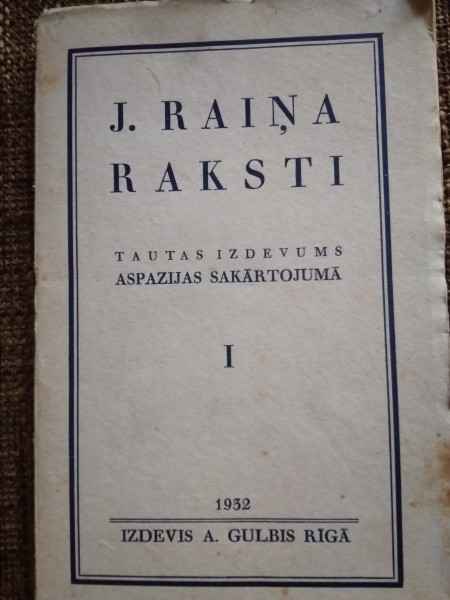 J. RAIŅA
RAKSTI
TAUTAS IZDEVUMS
ASPAZIJAS SAKĀRTOJUMĀ
I
1932
IZDEVIS A. GULBIS RĪGĀ